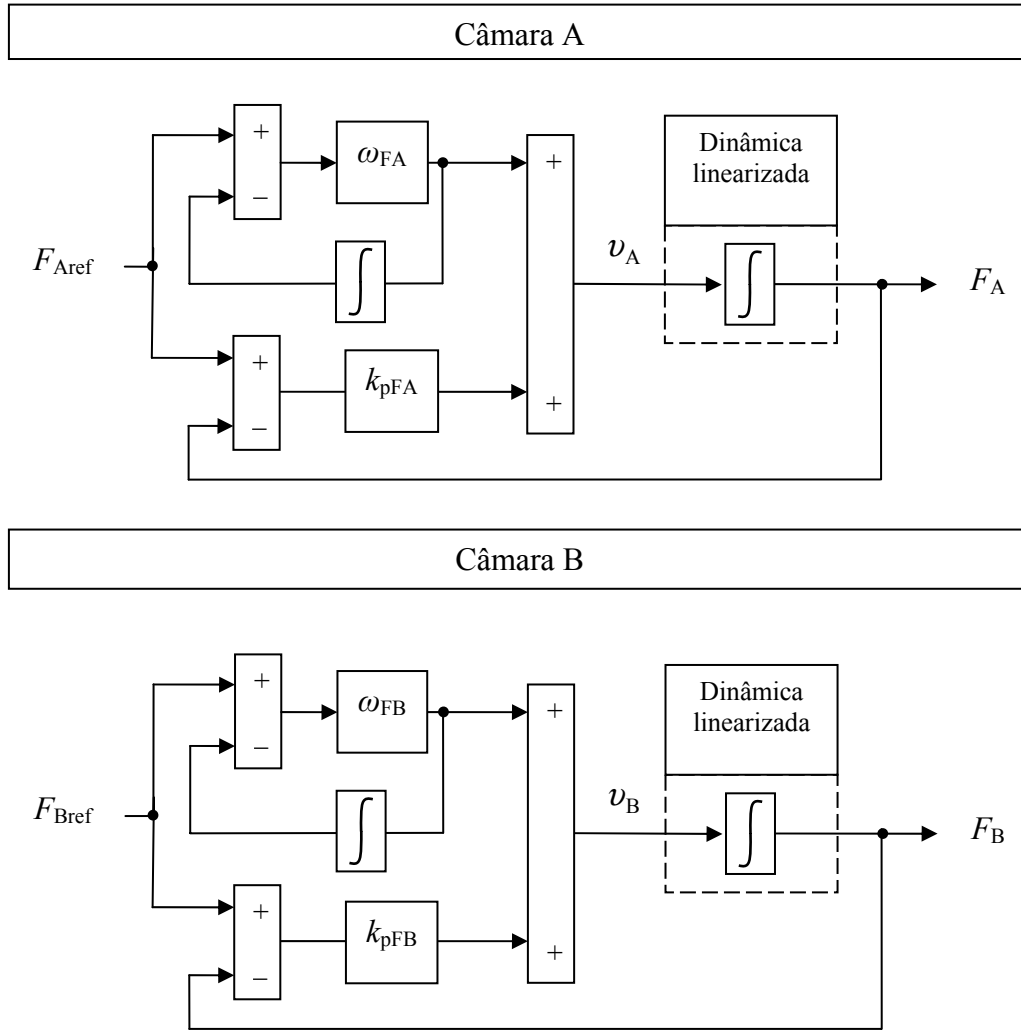 Câmara A
+
−
ωFA
+
Dinâmica
linearizada
FAref
∫
υA
∫
FA
+
−
kpFA
+
Câmara B
+
−
ωFB
+
Dinâmica
linearizada
FBref
∫
υB
∫
FB
+
−
kpFB
+